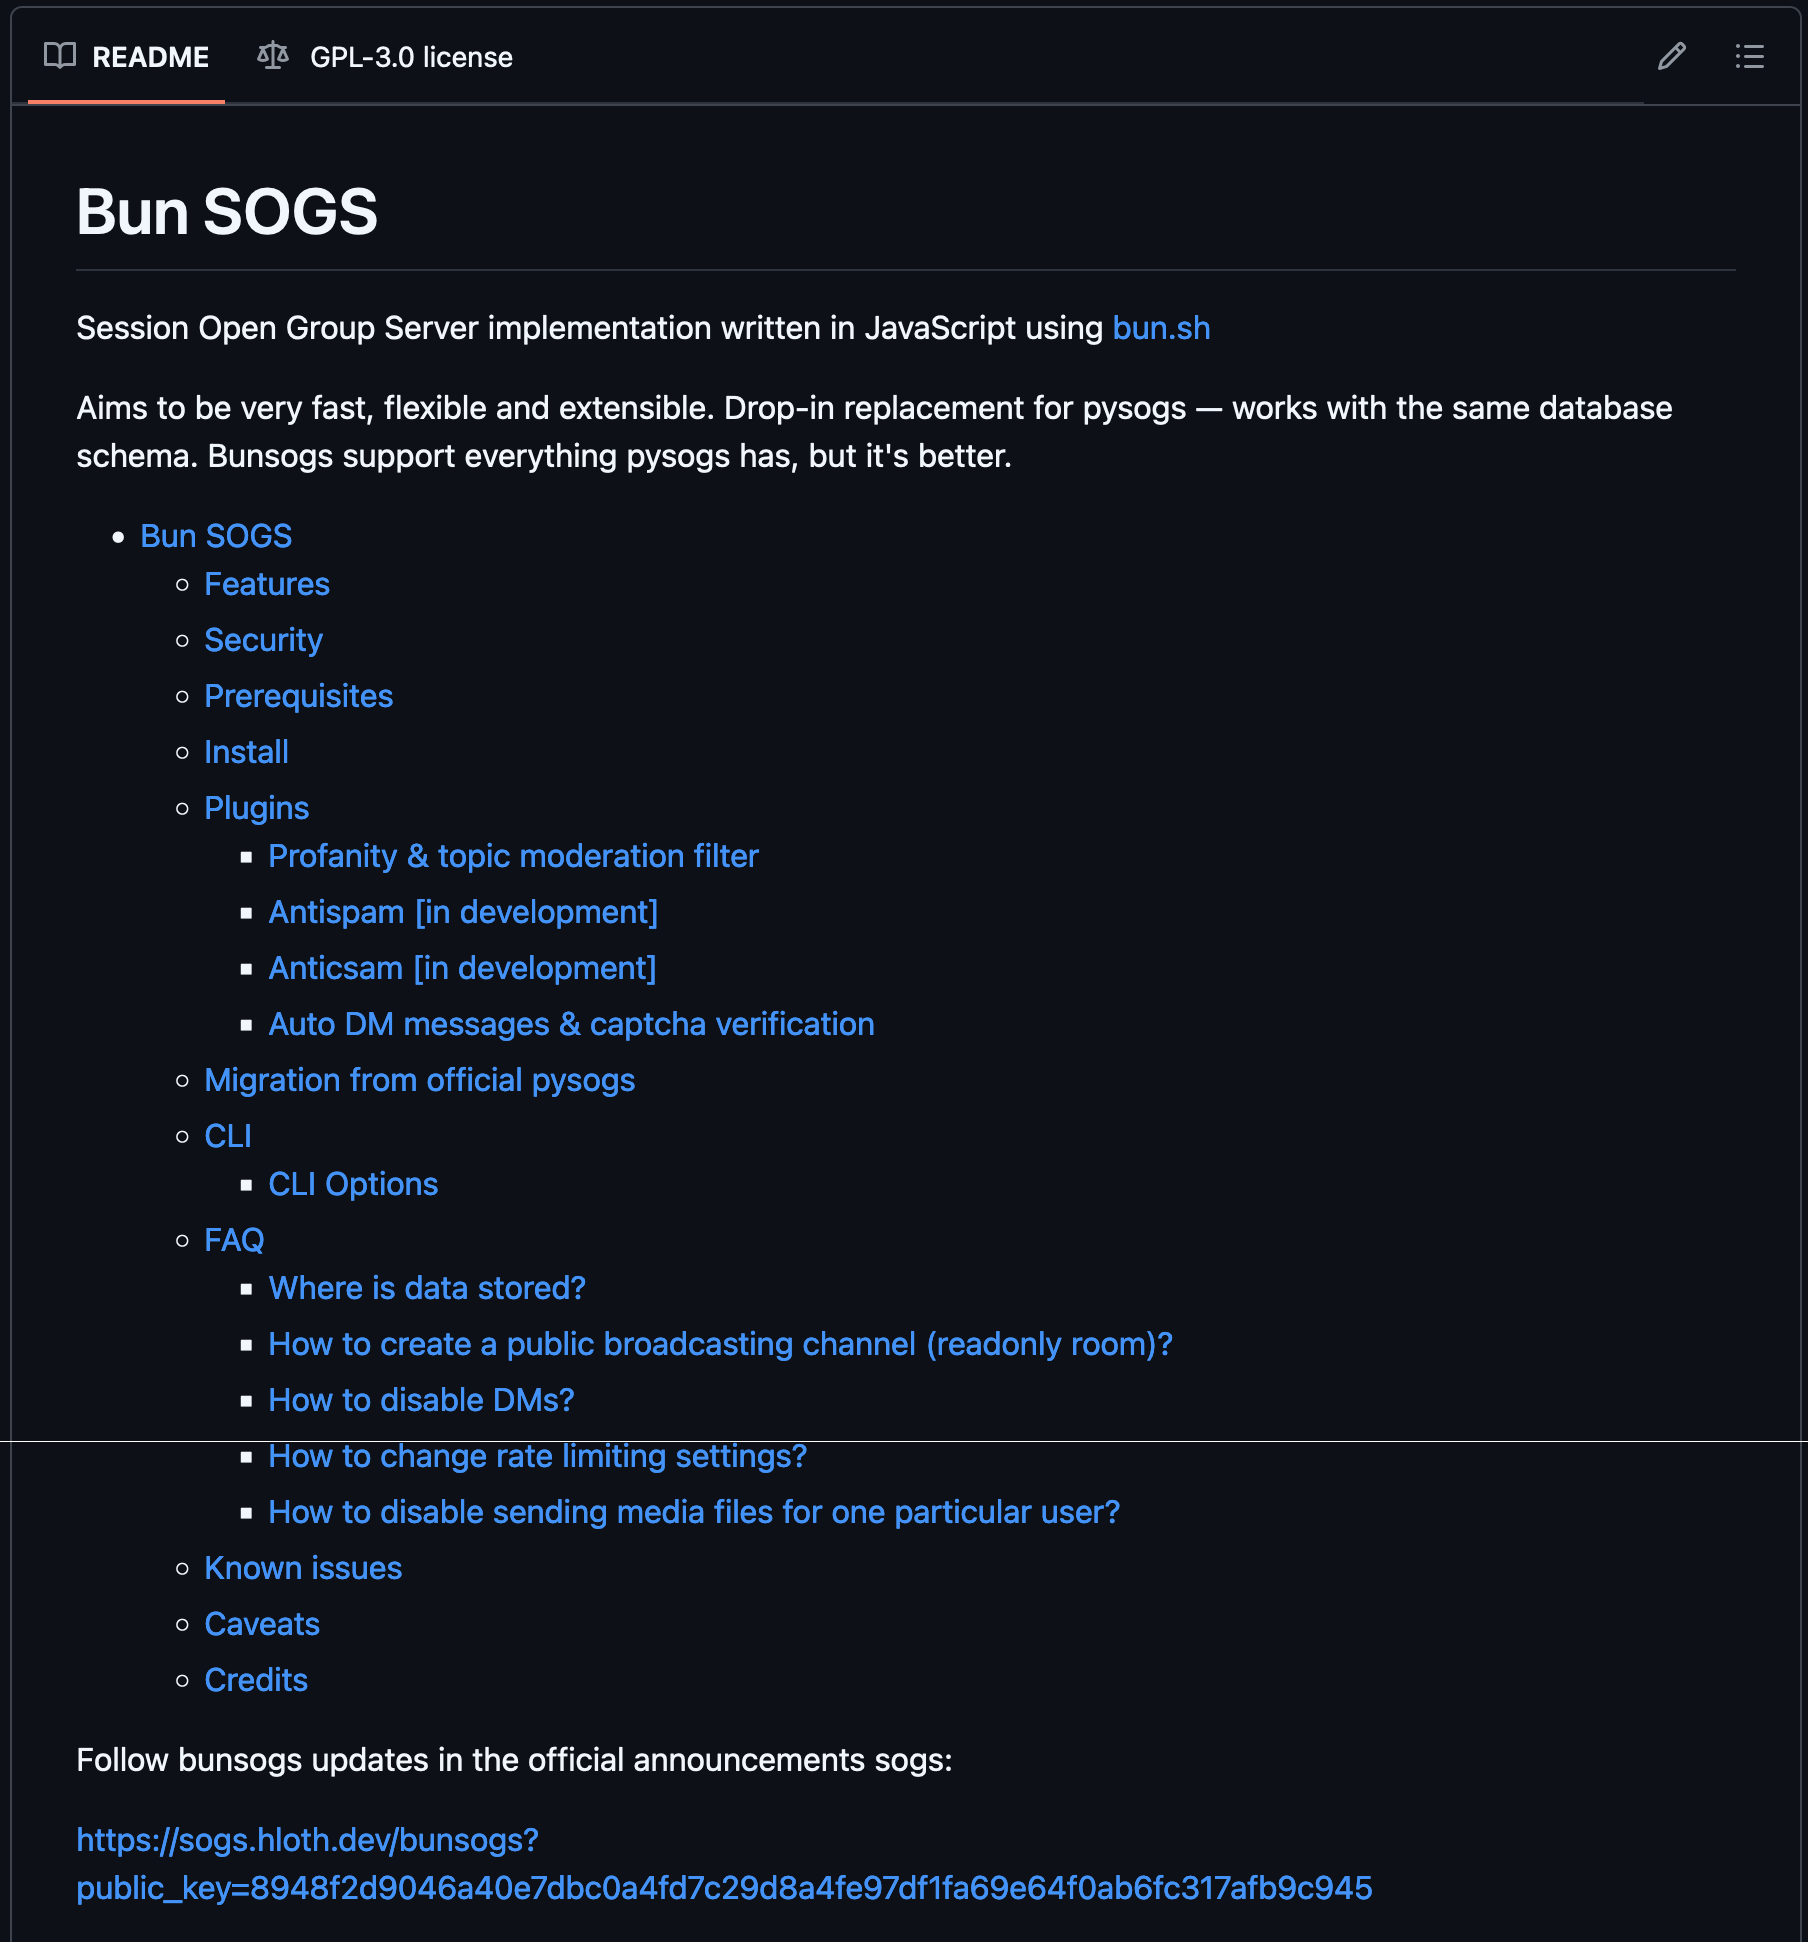 README
GPL-3.0 license
Bun SOGS
Session Open Group Server implementation written in JavaScript using bun.sh
Aims to be very fast, flexible and extensible. Drop-in replacement for pysogs — works with the same database
schema. Bunsogs support everything pysogs has, but it's better.
Bun SOGS
Features
Security
Prerequisites
Install
Plugins
Profanity & topic moderation filter
Antispam [in development]
Anticsam [in development]
Auto DM messages & captcha verification
Migration from official pysogs
CLI
CLI Options
FAQ
Where is data stored?
How to create a public broadcasting channel (readonly room)?
How to disable DMs?
How to change rate limiting settings?
How to disable sending media files for one particular user?
Known issues
Caveats
Credits
Follow bunsogs updates in the official announcements sogs:
https://sogs.hloth.dev/bunsogs?
public_key=8948f2d9046a40e7dbc0a4fd7c29d8a4fe97df1fa69e64f0ab6fc317afb9c945